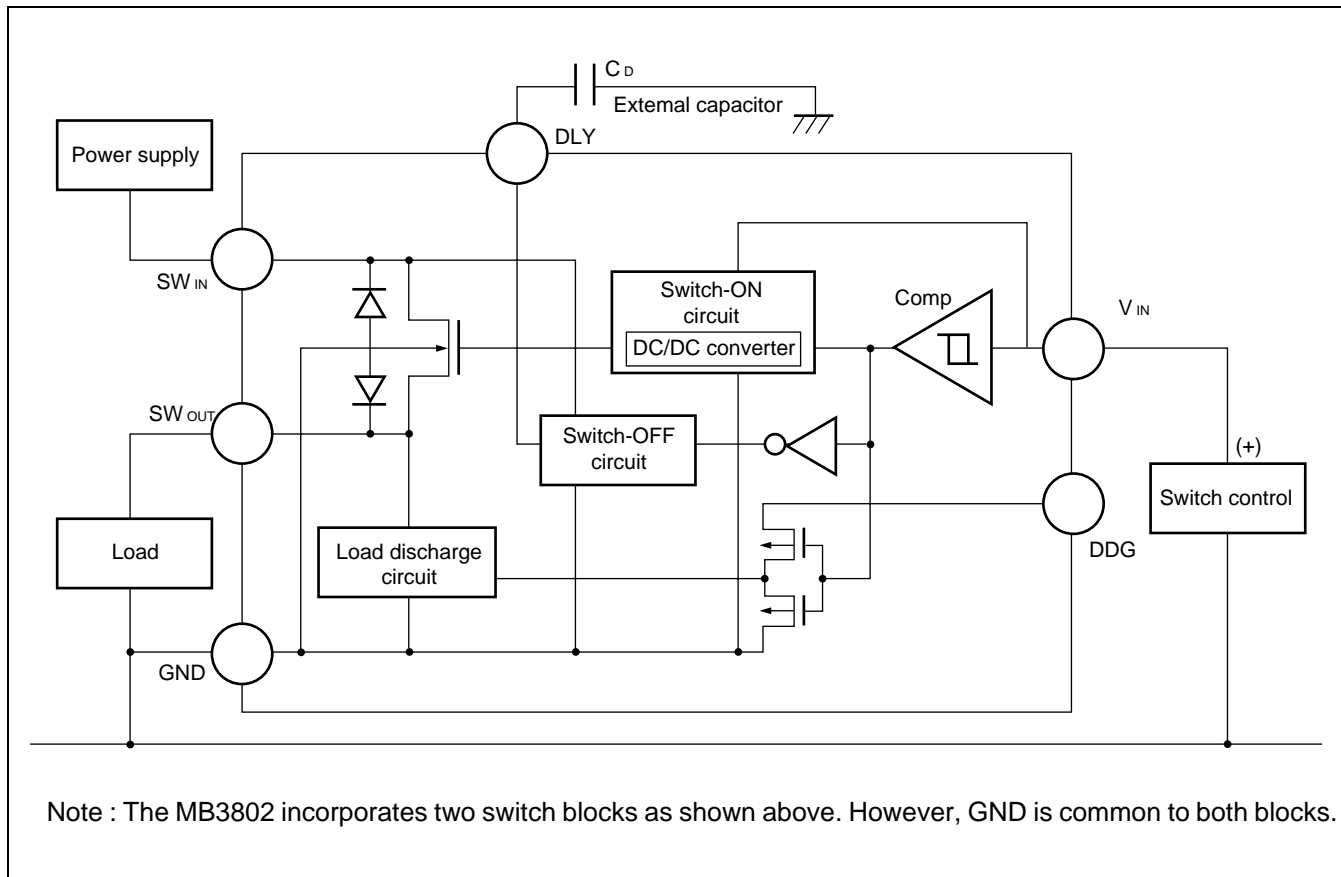 C D
External capacitor
DLY
Power supply
SW IN
Switch-ON
circuit
DC/DC converter
Comp
V IN
SW OUT
Switch-OFF
circuit
(+)
Switch control
Load
Load discharge
circuit
DDG
GND
Note : The MB3802 incorporates two switch blocks as shown above. However, GND is common to both blocks.